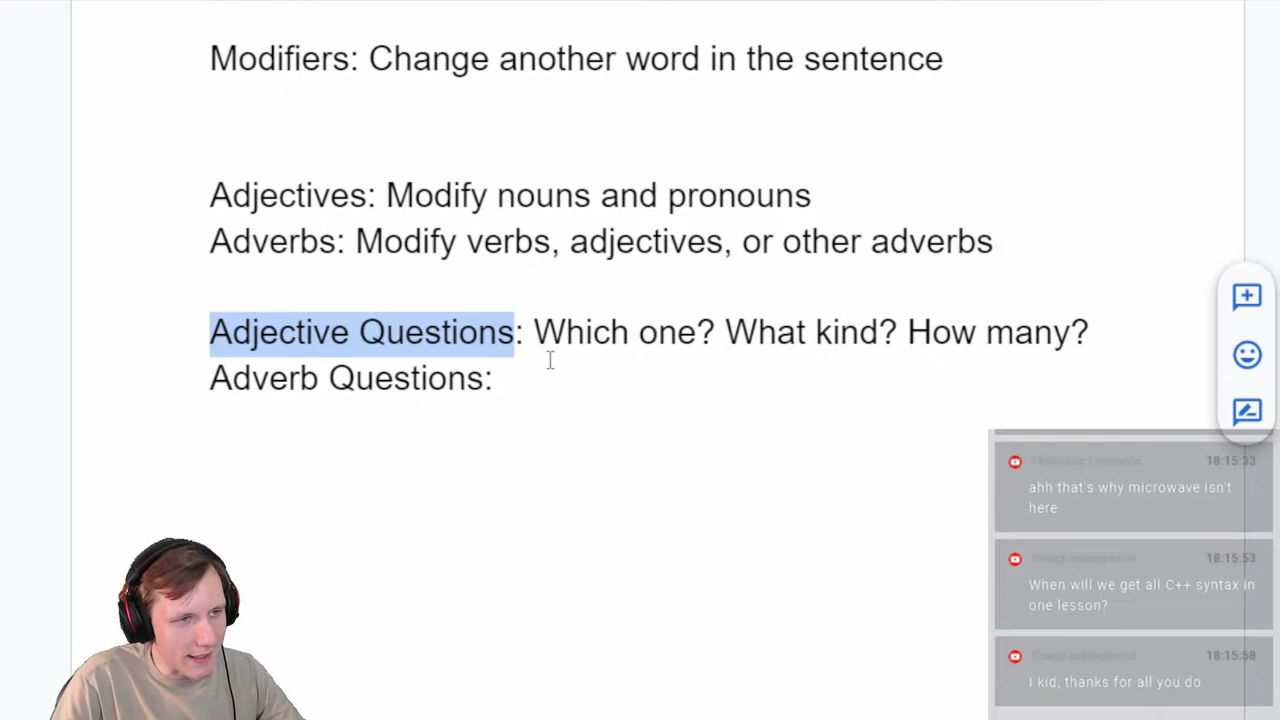 Modifiers: Change another word in the sentence
Adjectives: Modify nouns and pronouns
Adverbs: Modify verbs, adjectives, or other adverbs
Adjective Questions: Which one? What kind? How many?
Adverb Questions:
18:15:33
ahh that's why microwave isn't
here
18:15:53
When will we get all C++ syntax in
one lesson?
18:15:58
I kid, thanks for all you do